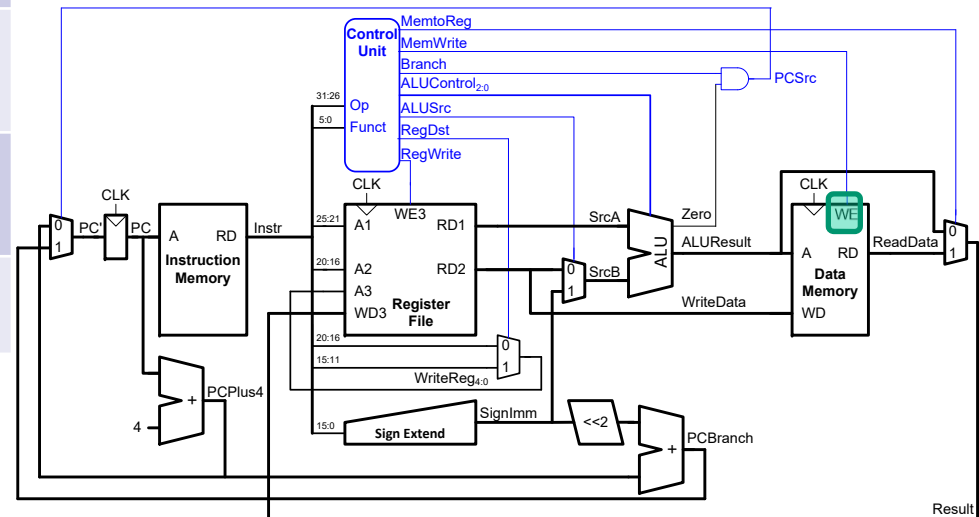 MemtoReg
Control Unit
MemWrite
Branch
ALUControl2:0
PCSrc
31:26
Op
ALUSrc
5:0
Funct
RegDst
RegWrite
CLK
CLK
CLK
0
1
PC'
PC
A
RD
Instruction
Memory
Instr
25:21
A1
WE3
RD1
SrcA
Zero
WE
20:16
A2
RD2
0
1
SrcB
ALU
ALUResult
A
RD
ReadData
0
1
A3
Register
File
Data
Memory
WD3
WriteData
WD
20:16
0
15:11
1
WriteReg4:0
PCPlus4
+
4
SignImm
15:0
Sign Extend
<<2
+
PCBranch
Result